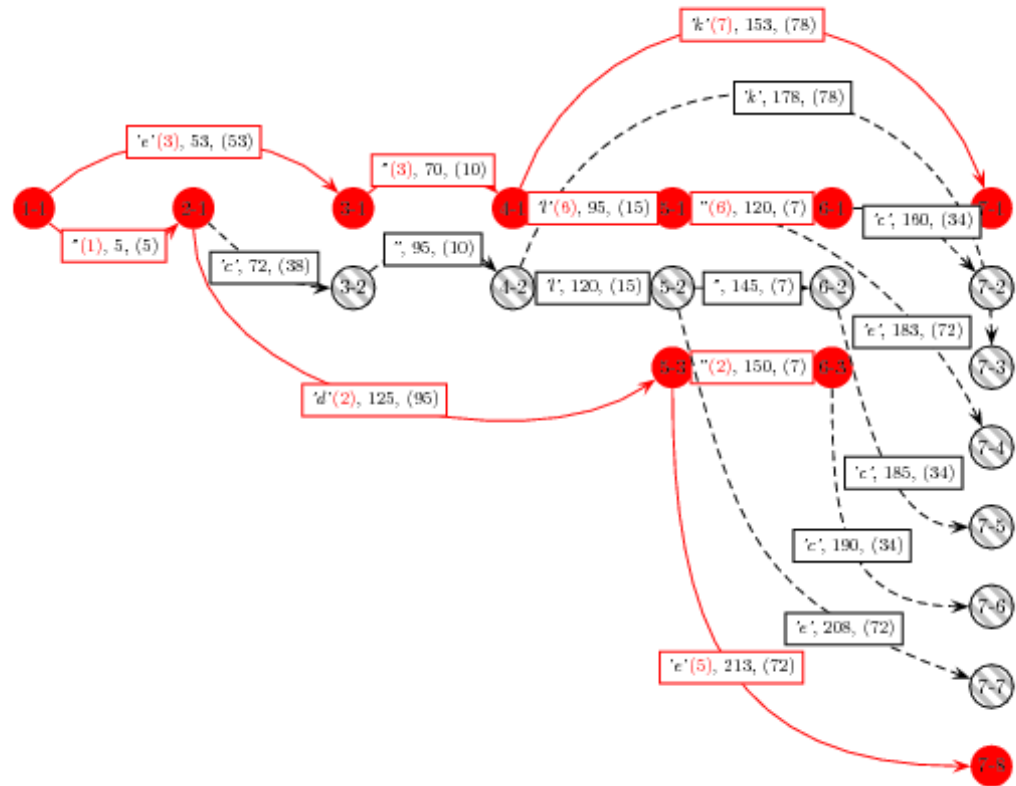 'k'(7), 153, (78)
'k', 178, (78)
'e'(3), 53, (53)
''(3), 70, (10)
2-1
3-1
4-1
'l'(6), 95, (15)
5-1
''(6), 120, (7)
6-1
7-1
''(1), 5, (5)
'c', 160, (34)
'c', 72, (38)
'', 95, (10)
3-2
4-2
'l', 120, (15)
5-2
'', 145, (7)
6-2
7-2
'e', 183, (72)
5-3
''(2), 150, (7)
6-3
7-3
'd'(2), 125, (95)
7-4
'c', 185, (34)
7-5
'c', 190, (34)
7-6
'e', 208, (72)
'e'(5), 213, (72)
7-7
7-8